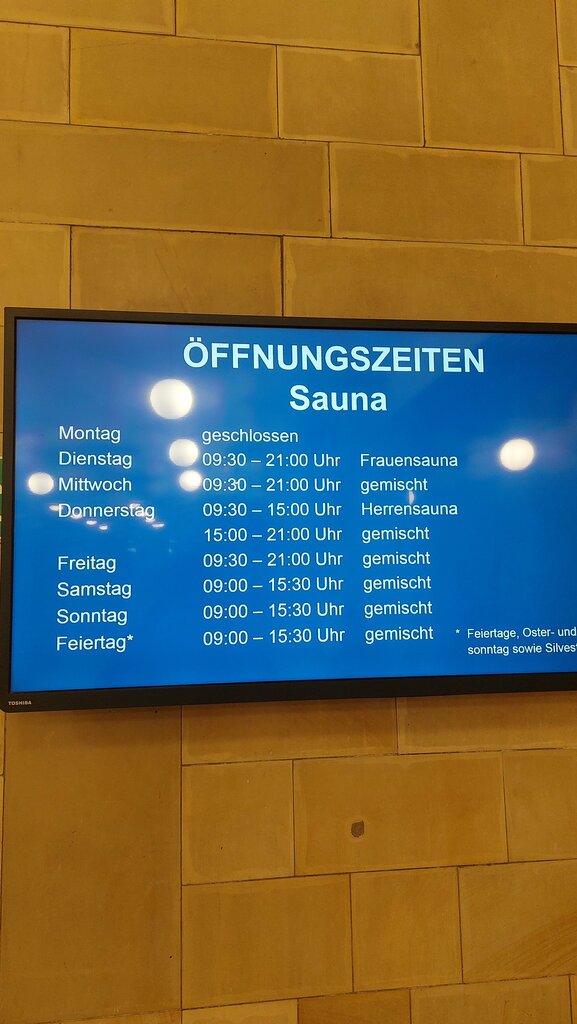 ÖFFNUNGSZEITEN
Sauna
Montag geschlossen
Dienstag 09:30 – 21:00 Uhr Frauensauna
Mittwoch 09:30 – 21:00 Uhr gemischt
Donnerstag 09:30 – 15:00 Uhr Herrensauna
15:00 – 21:00 Uhr gemischt
Freitag 09:30 – 21:00 Uhr gemischt
Samstag 09:00 – 15:30 Uhr gemischt
Sonntag 09:00 – 15:30 Uhr gemischt
Feiertag* 09:00 – 15:30 Uhr gemischt
* Feiertage, Oster- und
sonntag sowie
TOSHIBA